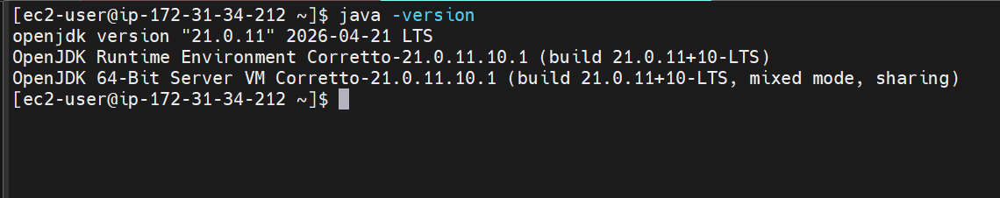 [ec2-user@ip-172-31-34-212 ~]$ java -version
openjdk version "21.0.11" 2026-04-21 LTS
OpenJDK Runtime Environment Corretto-21.0.11.10.1 (build 21.0.11+10-LTS)
OpenJDK 64-Bit Server VM Corretto-21.0.11.10.1 (build 21.0.11+10-LTS, mixed mode, sharing)
[ec2-user@ip-172-31-34-212 ~]$